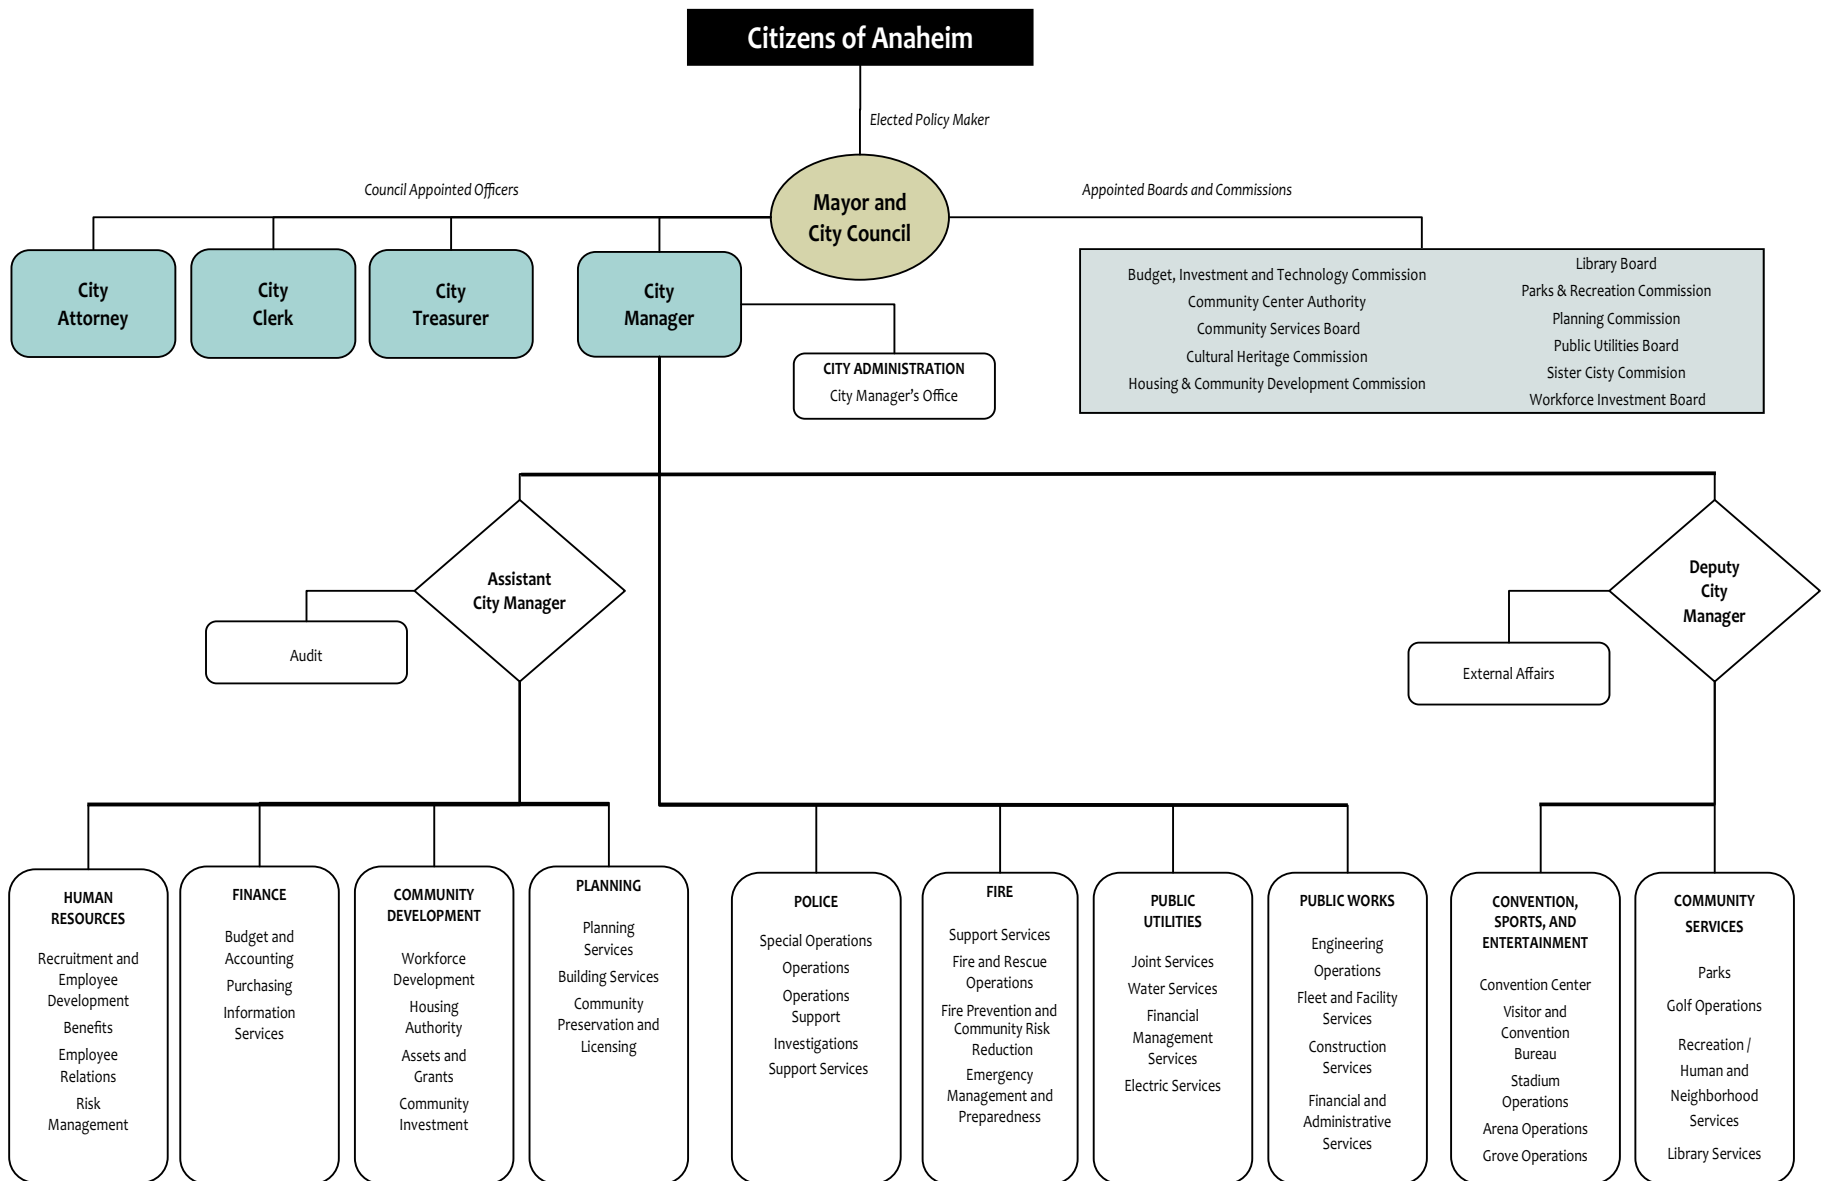 Citizens of Anaheim
Elected Policy Maker
Council Appointed Officers
Appointed Boards and Commissions
Mayor and
City Council
City
Attorney
City
Clerk
City
Treasurer
City
Manager
CITY ADMINISTRATION
City Manager’s Office
Budget, Investment and Technology Commission
Community Center Authority
Community Services Board
Cultural Heritage Commission
Housing & Community Development Commission
Library Board
Parks & Recreation Commission
Planning Commission
Public Utilities Board
Sister Cisty Commision
Workforce Investment Board
Assistant
City Manager
Audit
Deputy
City
Manager
External Affairs
HUMAN
RESOURCES
Recruitment and
Employee
Development
Benefits
Employee
Relations
Risk
Management
FINANCE
Budget and
Accounting
Purchasing
Information
Services
COMMUNITY
DEVELOPMENT
Workforce
Development
Housing
Authority
Assets and
Grants
Community
Investment
PLANNING
Planning
Services
Building Services
Community
Preservation and
Licensing
POLICE
Special Operations
Operations
Operations
Support
Investigations
Support Services
FIRE
Support Services
Fire and Rescue
Operations
Fire Prevention and
Community Risk
Reduction
Emergency
Management and
Preparedness
PUBLIC
UTILITIES
Joint Services
Water Services
Financial
Management
Services
Electric Services
PUBLIC WORKS
Engineering
Operations
Fleet and Facility
Services
Construction
Services
Financial and
Administrative
Services
CONVENTION,
SPORTS, AND
ENTERTAINMENT
Convention Center
Visitor and
Convention
Bureau
Stadium
Operations
Arena Operations
Grove Operations
COMMUNITY
SERVICES
Parks
Golf Operations
Recreation /
Human and
Neighborhood
Services
Library Services